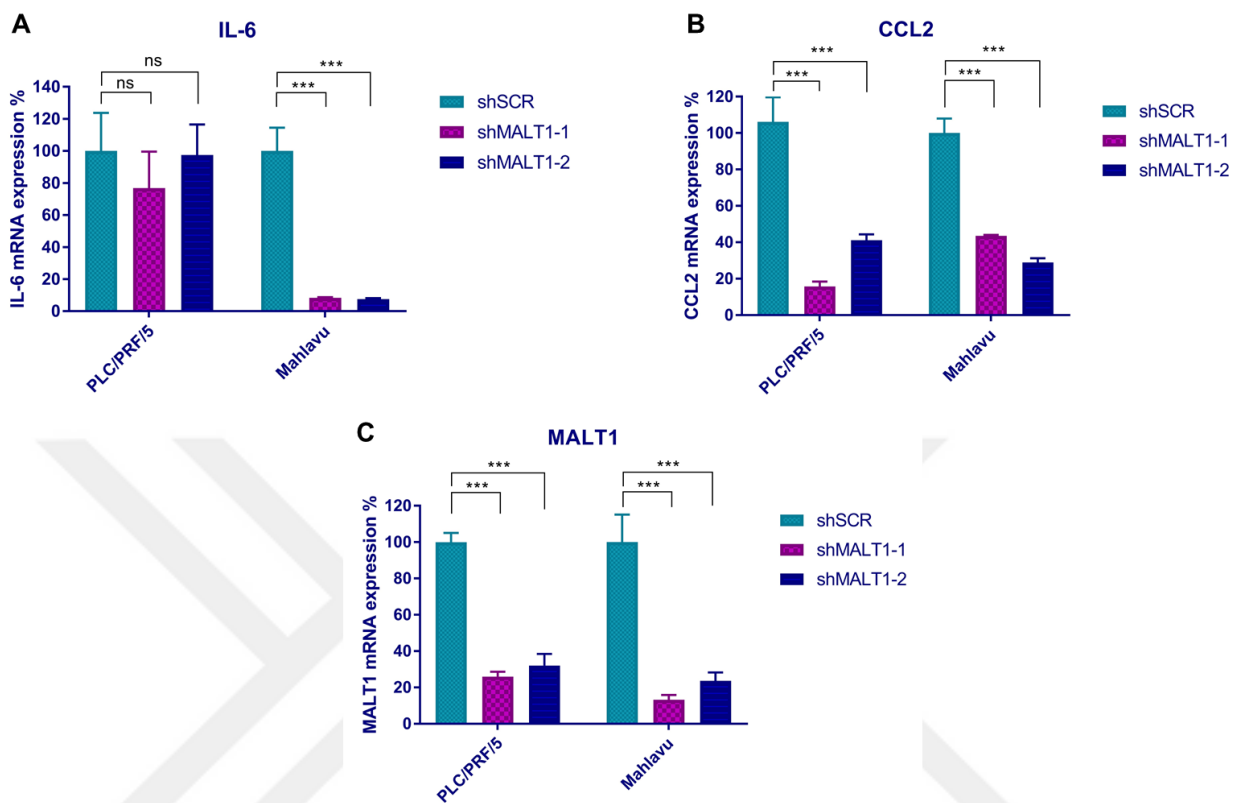 A
IL-6
IL-6 mRNA expression %
140
120
100
80
60
40
20
0
ns
ns
***
***
PLC/PRF/5
Mahlavu
shSCR
shMALT1-1
shMALT1-2
B
CCL2
CCL2 mRNA expression %
120
100
80
60
40
20
0
***
***
***
***
PLC/PRF/5
Mahlavu
shSCR
shMALT1-1
shMALT1-2
C
MALT1
MALT1 mRNA expression %
120
100
80
60
40
20
0
***
***
***
***
PLC/PRF/5
Mahlavu
shSCR
shMALT1-1
shMALT1-2